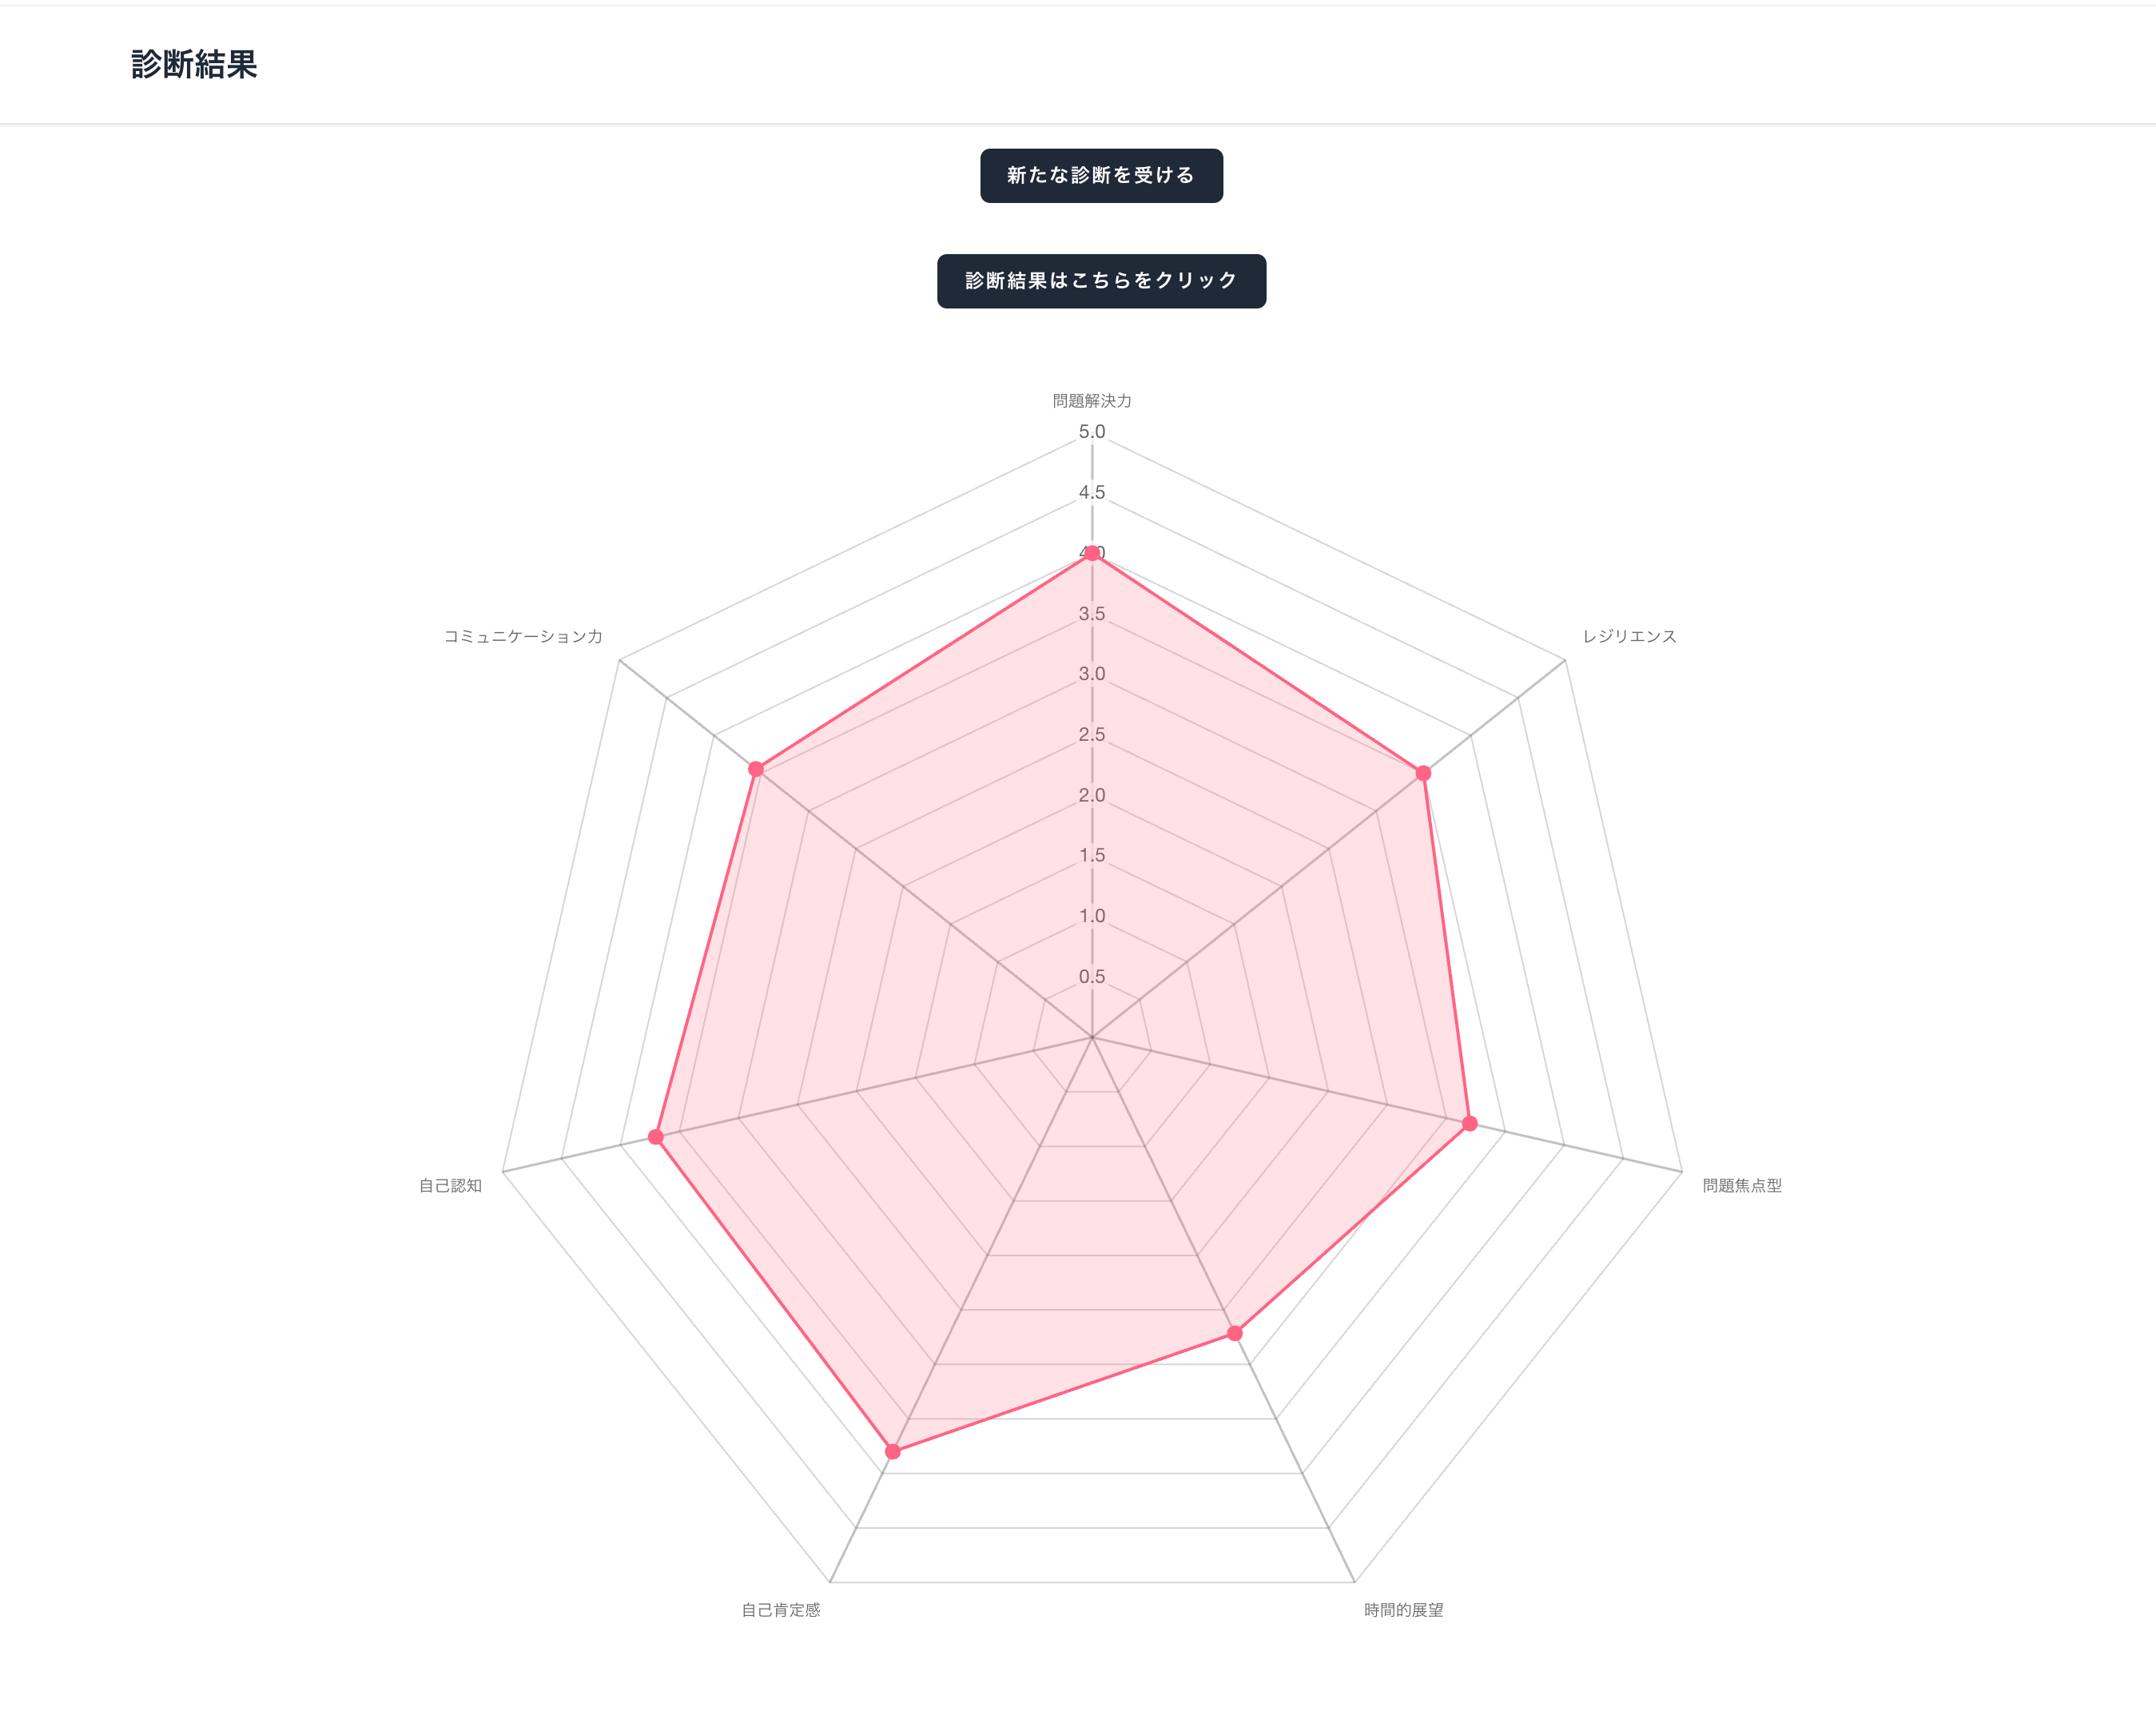 診断結果
新たな診断を受ける
診断結果はこちらをクリック
問題解決力
5.0
4.5
4.0
コミュニケーション力
レジリエンス
3.5
3.0
2.5
2.0
1.5
1.0
0.5
自己認知
問題焦点型
自己肯定感
時間的展望